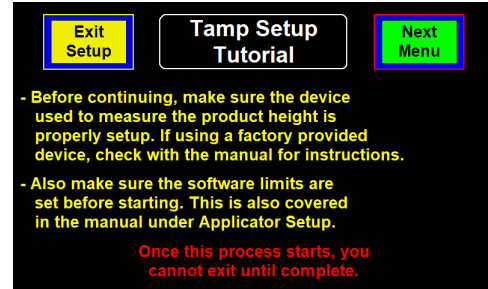 Exit
Setup
Tamp Setup
Tutorial
Next
Menu
- Before continuing, make sure the device
used to measure the product height is
properly setup. If using a factory provided
device, check with the manual for instructions.
- Also make sure the software limits are
set before starting. This is also covered
in the manual under Applicator Setup.
Once this process starts, you
cannot exit until complete.